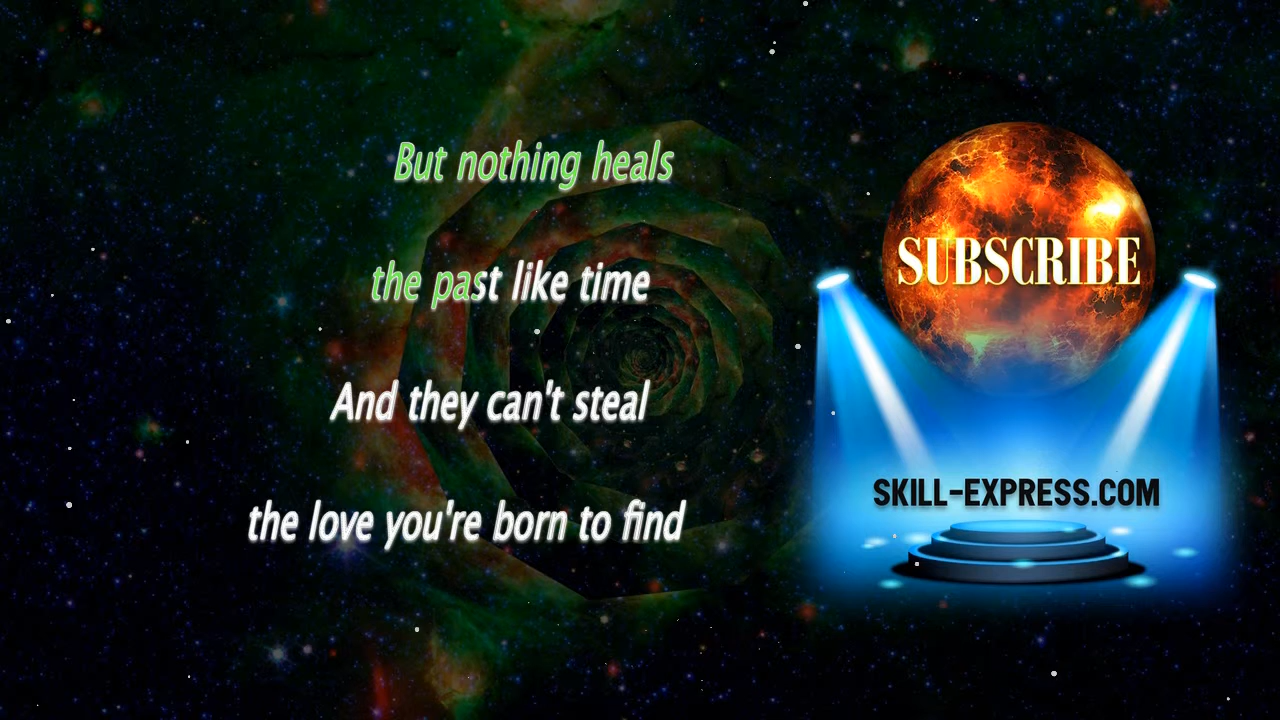 But nothing heals
the past like time
And they can't steal
the love you're born to find
SUBSCRIBE
SKILL-EXPRESS.COM